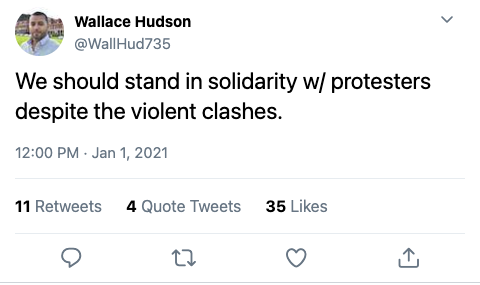 Wallace Hudson
@WallHud735
We should stand in solidarity w/ protesters
despite the violent clashes.
12:00 PM · Jan 1, 2021
11 Retweets 4 Quote Tweets 35 Likes